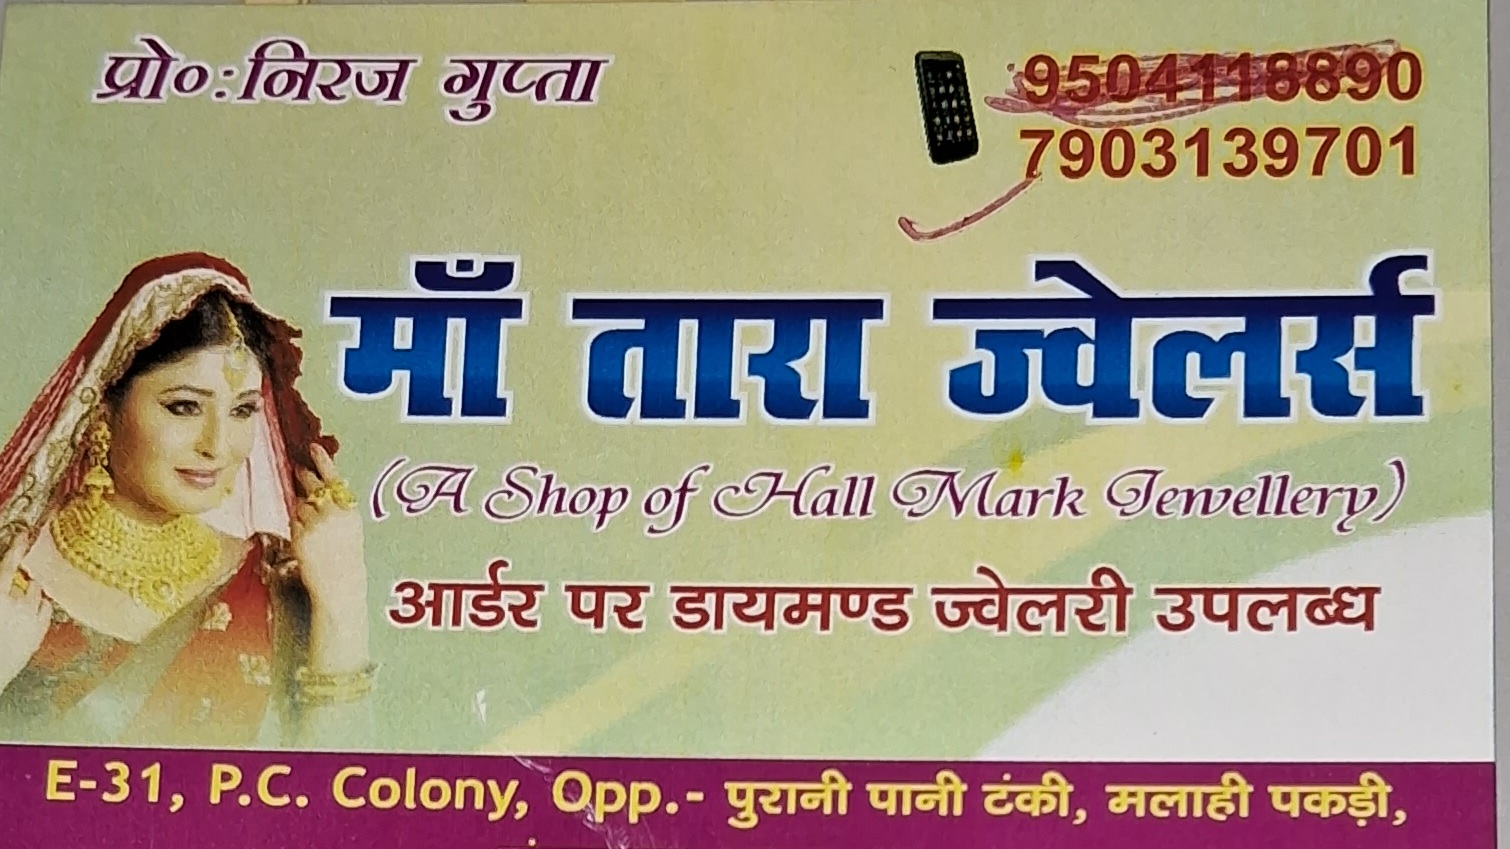 प्रो०: निरज गुप्ता
9504118890
7903139701
माँ तारा ज्वेलर्स
(A Shop of Hall Mark Jewellery)
आर्डर पर डायमण्ड ज्वेलरी उपलब्ध
E-31, P.C. Colony, Opp.- पुरानी पानी टंकी, मलाही पकड़ी,